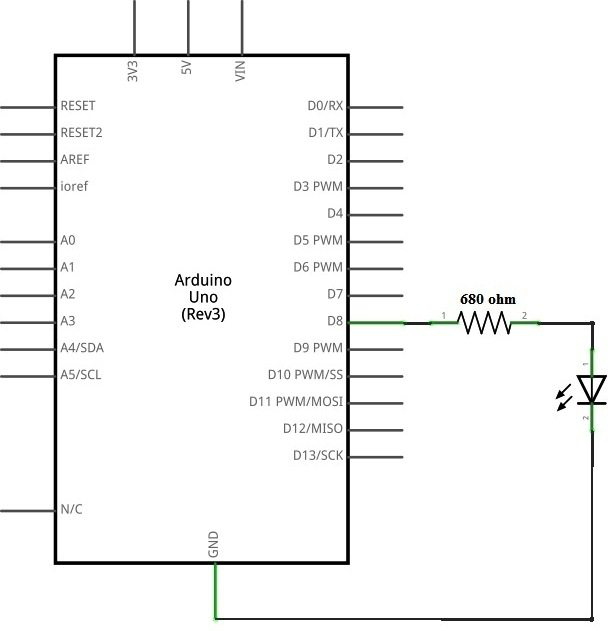 3V3
5V
VIN
RESET
RESET2
AREF
ioref
A0
A1
A2
A3
A4/SDA
A5/SCL
N/C
Arduino
Uno
(Rev3)
D0/RX
D1/TX
D2
D3 PWM
D4
D5 PWM
D6 PWM
D7
D8
D9 PWM
D10 PWM/SS
D11 PWM/MOSI
D12/MISO
D13/SCK
GND
680 ohm
1
2
1
2